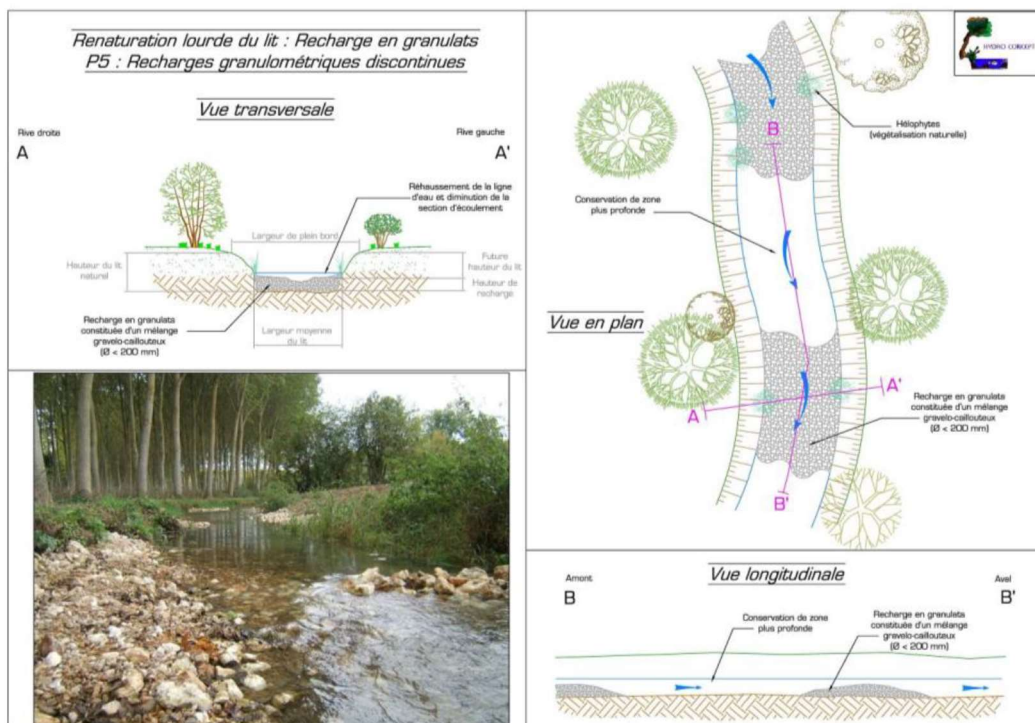 Renaturation lourde du lit : Recharge en granulats
P5 : Recharges granulométriques discontinues
Vue transversale
Rive droite
Rive gauche
A
A'
Réhaussement de la ligne
d'eau et diminution de la
section d'écoulement
Largeur de plein bord
Hauteur du lit
naturel
Future
hauteur du lit
Hauteur de
recharge
Recharge en granulats
constituée d'un mélange
gravelo-caillouteux
(Ø < 200 mm)
Largeur moyenne
du lit
HYDRO CONCEPT
B
Hélophytes
(végétalisation naturelle)
Conservation de zone
plus profonde
Vue en plan
A'
A
Recharge en granulats
constituée d'un mélange
gravelo-caillouteux
(Ø < 200 mm)
B'
Vue longitudinale
Amont
Aval
B
B'
Conservation de zone
plus profonde
Recharge en granulats
constituée d'un mélange
gravelo-caillouteux
(Ø < 200 mm)